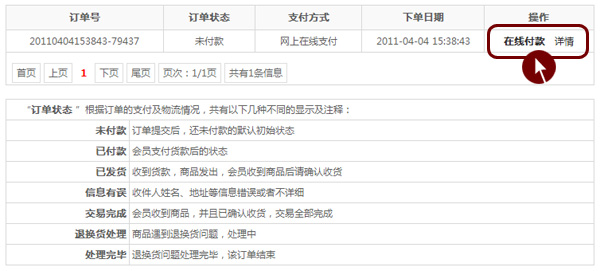 订单号 订单状态 支付方式 下单日期 操作
20110404153843-79437 未付款 网上在线支付 2011-04-04 15:38:43 在线付款 详情
首页 上页 1 下页 尾页 页次：1/1页 共有1条信息
“订单状态 ”根据订单的支付及物流情况，共有以下几种不同的显示及注释：
未付款 订单提交后，还未付款的默认初始状态
已付款 会员支付货款后的状态
已发货 收到货款，商品发出，会员收到商品后请确认收货
信息有误 收件人姓名、地址等信息错误或者不详细
交易完成 会员收到商品，并且已确认收货，交易全部完成
退换货处理 商品遇到退换货问题，处理中
处理完毕 退换货问题处理完毕，该订单结束